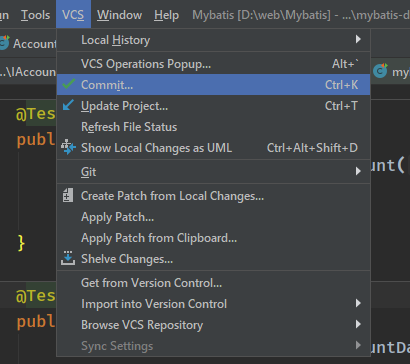 un Tools VCS Window Help Mybatis [D:\web\Mybatis] - ...\mybatis-d
Account
Local History
...\IAccoun
VCS Operations Popup... Alt+`
my
Commit... Ctrl+K
Update Project... Ctrl+T
@Tes
Refresh File Status
publ
Show Local Changes as UML Ctrl+Alt+Shift+D
unt(
Git
Create Patch from Local Changes...
Apply Patch...
Apply Patch from Clipboard...
}
Shelve Changes...
Get from Version Control...
@Tes
Import into Version Control
publ
Browse VCS Repository
Sync Settings
ountDa